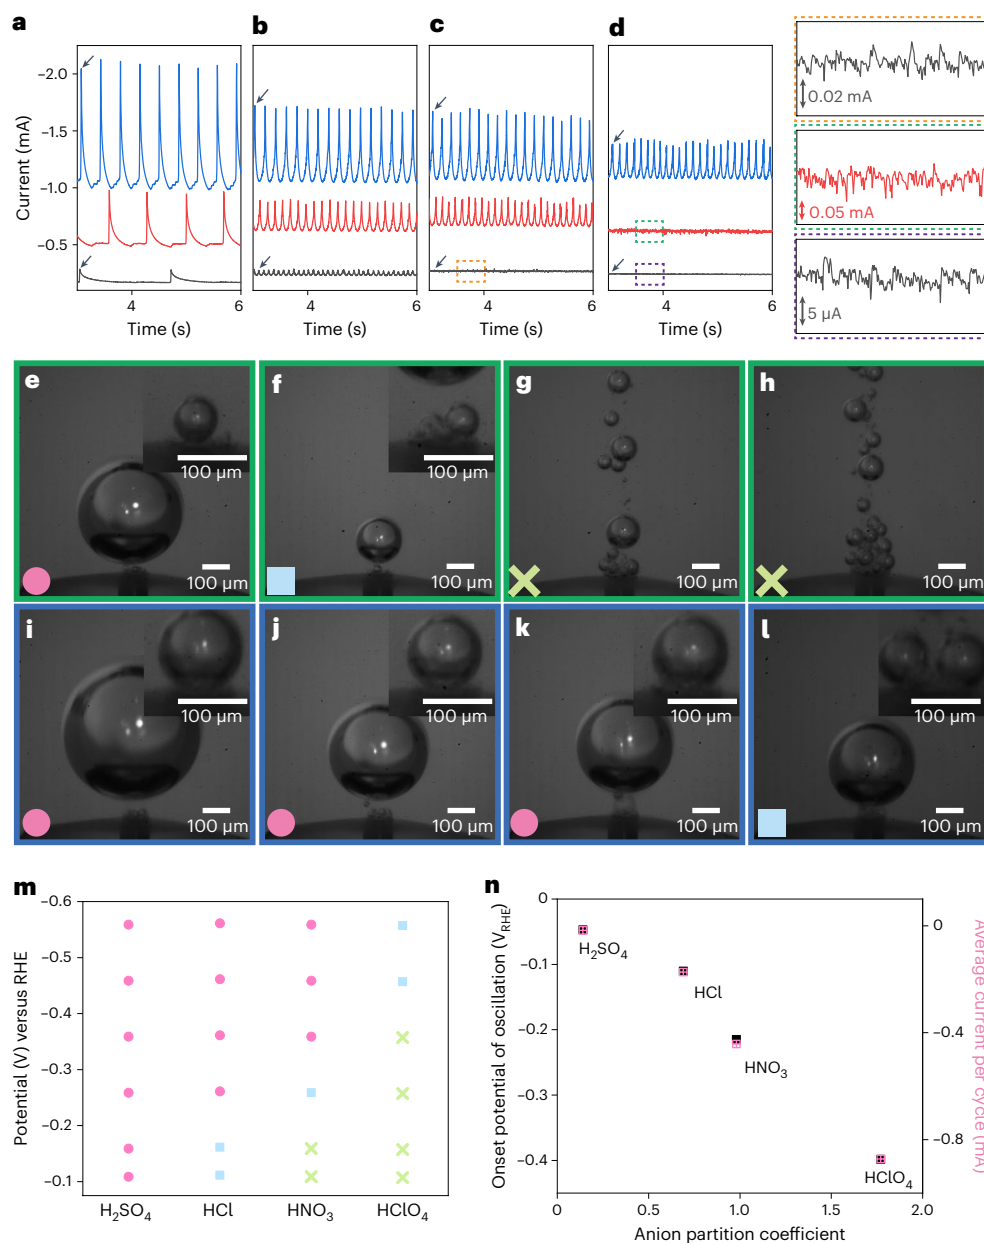 a
b
c
d
−2.0
−1.5
−1.0
−0.5
Current (mA)
4
6
4
6
4
6
4
6
Time (s)
Time (s)
Time (s)
Time (s)
0.02 mA
0.05 mA
5 µA
e
100 µm
100 µm
f
100 µm
100 µm
g
100 µm
h
100 µm
i
100 µm
100 µm
j
100 µm
100 µm
k
100 µm
100 µm
l
100 µm
100 µm
m
−0.6
−0.5
−0.4
−0.3
−0.2
−0.1
Potential (V) versus RHE
H₂SO₄
HCl
HNO₃
HClO₄
n
0
−0.1
−0.2
−0.3
−0.4
Onset potential of oscillation (V_RHE)
H₂SO₄
HCl
HNO₃
HClO₄
0
−0.4
−0.8
Average current per cycle (mA)
0
0.5
1.0
1.5
2.0
Anion partition coefficient